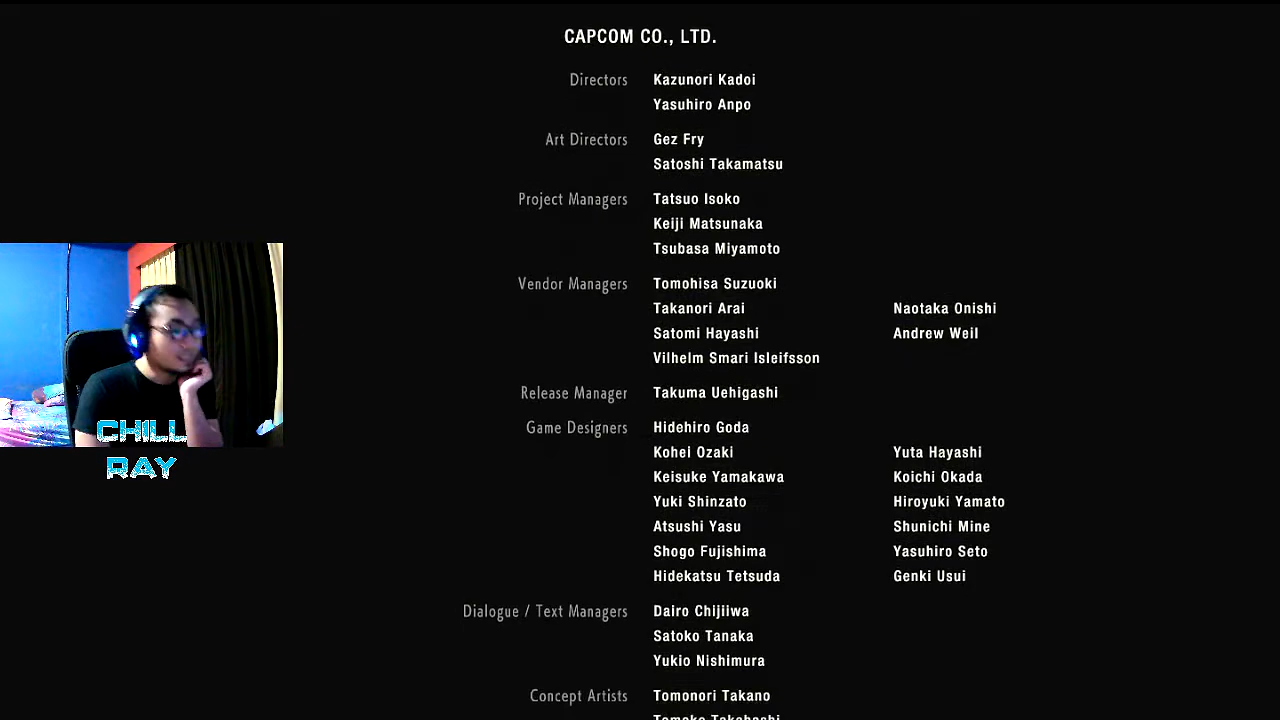 CAPCOM CO., LTD.
Directors Kazunori Kadoi
Yasuhiro Anpo
Art Directors Gez Fry
Satoshi Takamatsu
Project Managers Tatsuo Isoko
Keiji Matsunaka
Tsubasa Miyamoto
Vendor Managers Tomohisa Suzuoki
Takanori Arai Naotaka Onishi
Satomi Hayashi Andrew Weil
Vilhelm Smari Isleifsson
Release Manager Takuma Uehigashi
Game Designers Hidehiro Goda
Kohei Ozaki Yuta Hayashi
Keisuke Yamakawa Koichi Okada
Yuki Shinzato Hiroyuki Yamato
Atsushi Yasu Shunichi Mine
Shogo Fujishima Yasuhiro Seto
Hidekatsu Tetsuda Genki Usui
Dialogue / Text Managers Dairo Chijiiwa
Satoko Tanaka
Yukio Nishimura
Concept Artists Tomonori Takano
CHILL
RAY